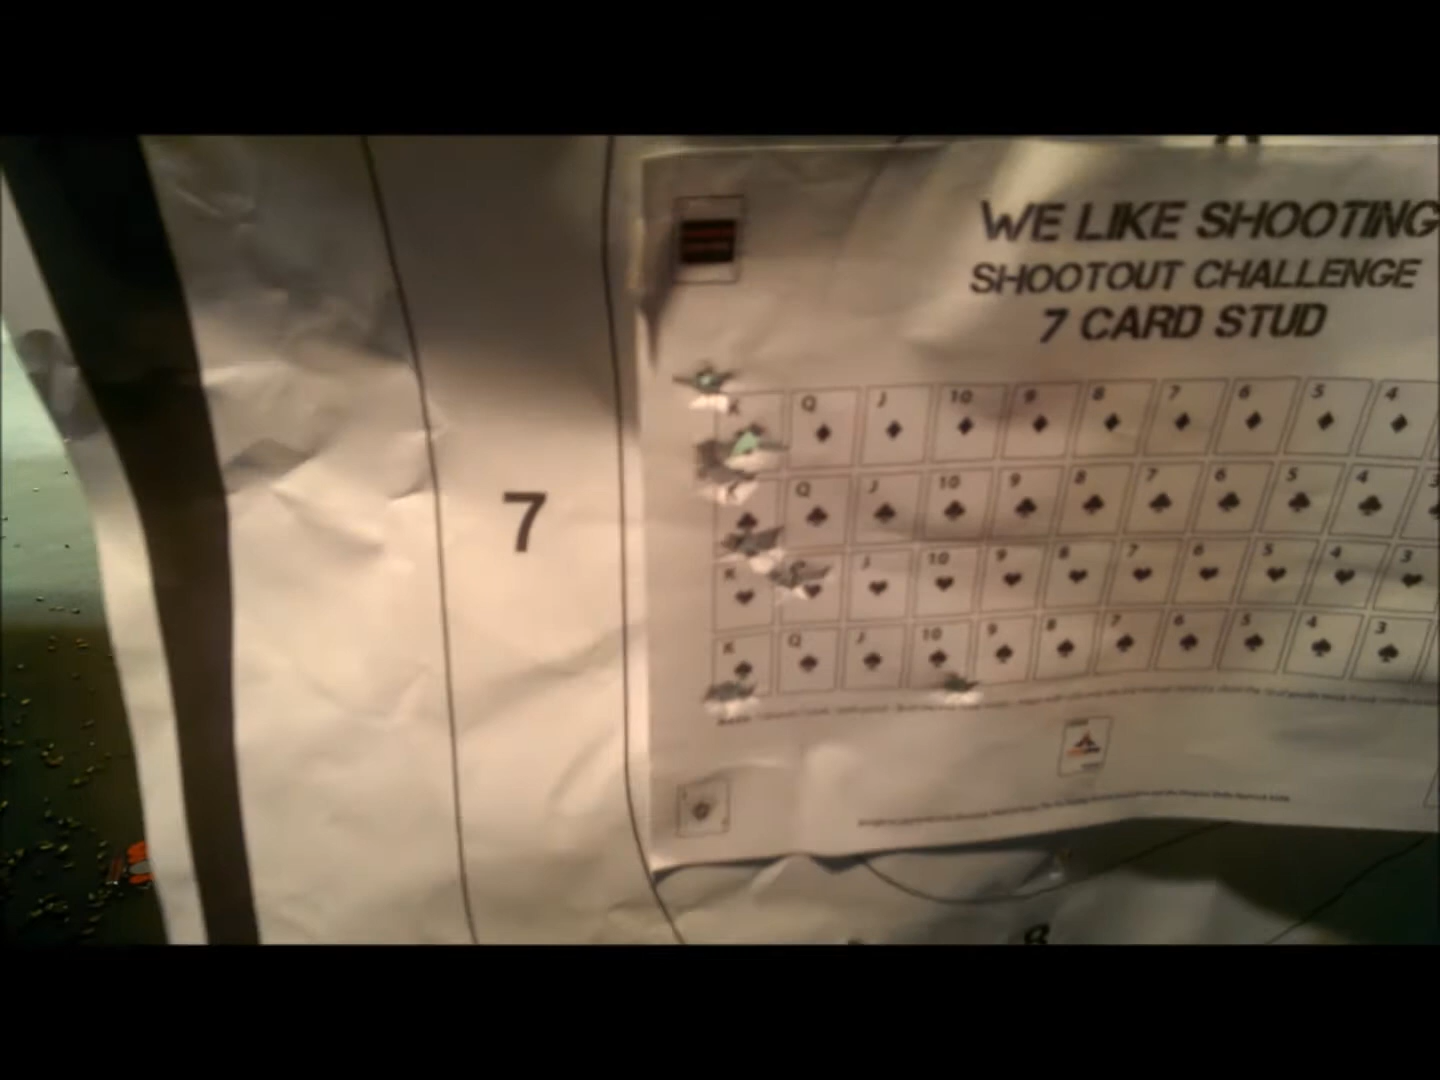 WE LIKE SHOOTING
SHOOTOUT CHALLENGE
7 CARD STUD
K Q J 10 9 8 7 6 5 4
K Q J 10 9 8 7 6 5 4 3
K J 10 9 8 7 6 5 4 3
K Q J 10 9 8 7 6 5 4 3
7
8